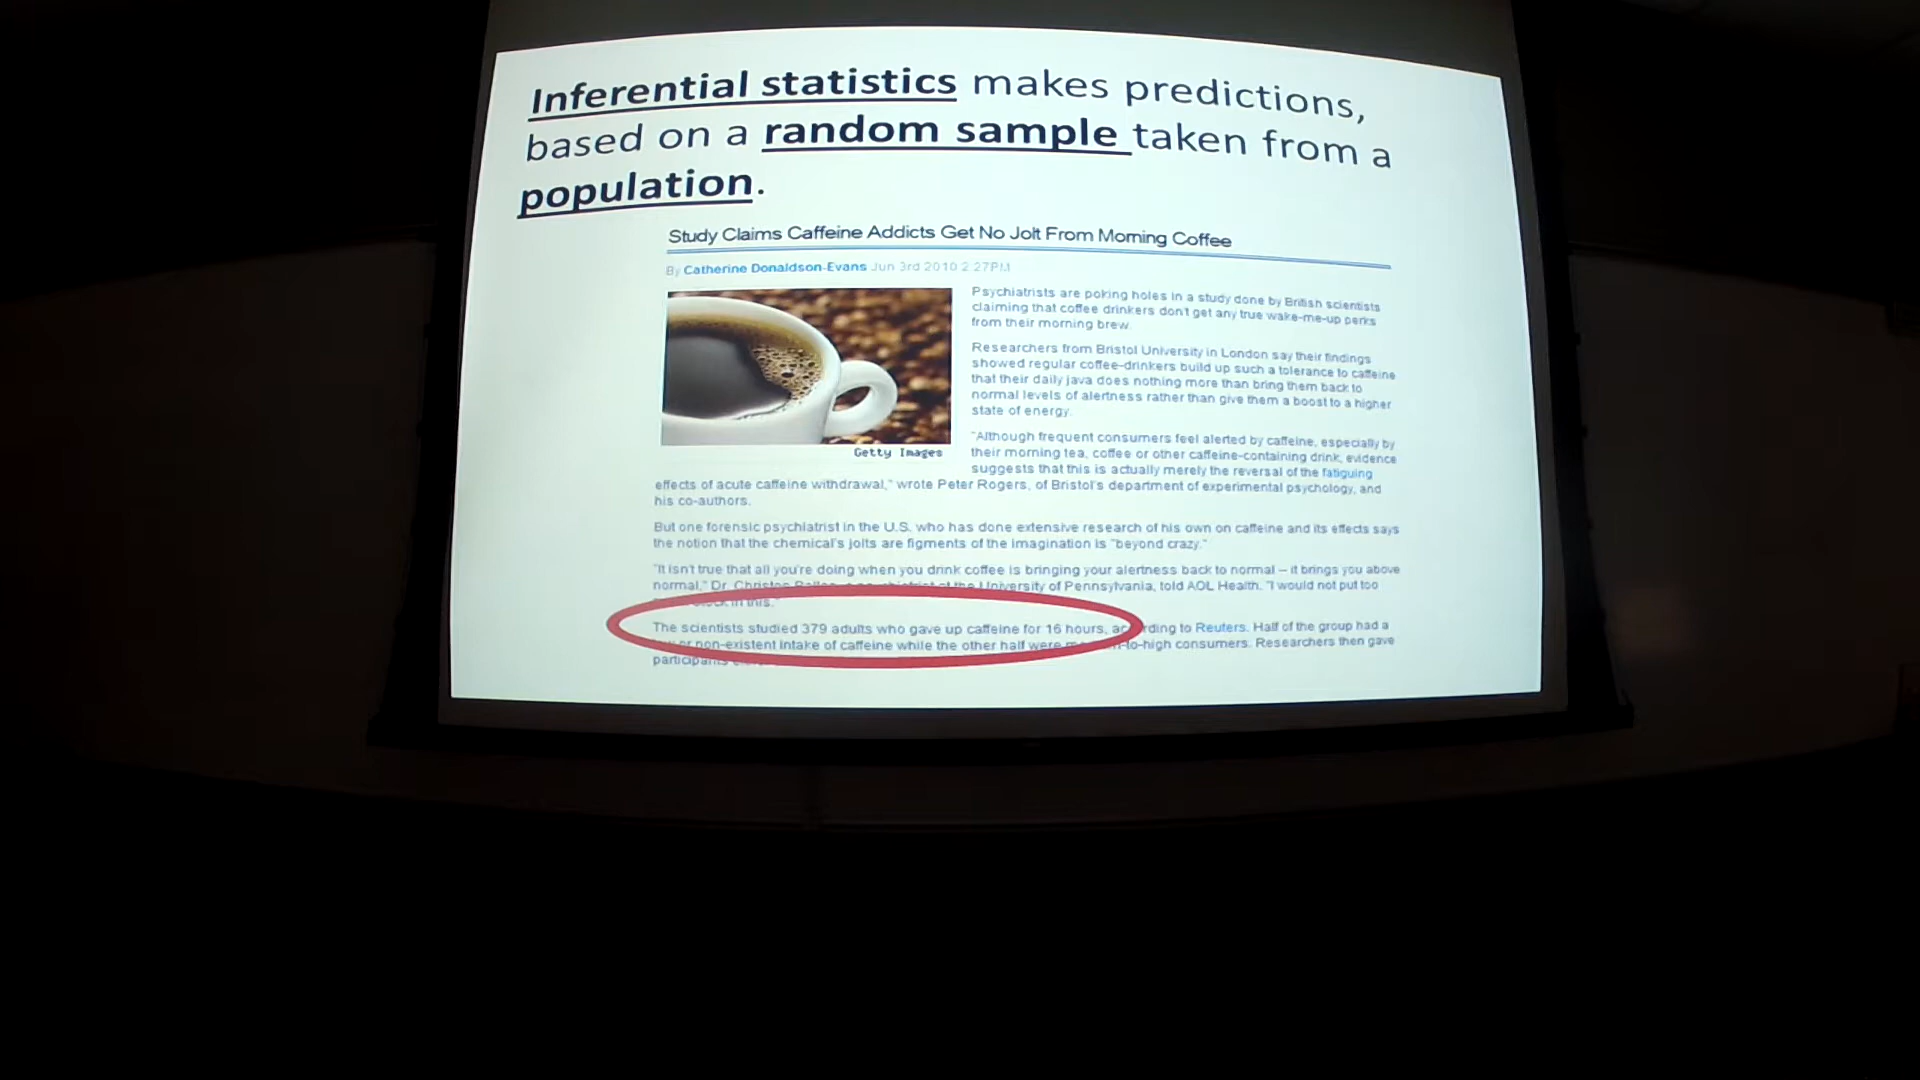 Inferential statistics makes predictions,
based on a random sample taken from a
population.
Study Claims Caffeine Addicts Get No Jolt From Morning Coffee
By Catherine Donaldson-Evans Jun 3rd 2010 2:27PM
Psychiatrists are poking holes in a study done by British scientists
claiming that coffee drinkers don't get any true wake-me-up perks
from their morning brew.
Researchers from Bristol University in London say their findings
showed regular coffee-drinkers build up such a tolerance to caffeine
that their daily java does nothing more than bring them back to
normal levels of alertness rather than give them a boost to a higher
state of energy.
Getty Images
"Although frequent consumers feel alerted by caffeine, especially by
their morning tea, coffee or other caffeine-containing drink, evidence
suggests that this is actually merely the reversal of the fatiguing
effects of acute caffeine withdrawal," wrote Peter Rogers, of Bristol's department of experimental psychology, and
his co-authors.
But one forensic psychiatrist in the U.S. who has done extensive research of his own on caffeine and its effects says
the notion that the chemical's jolts are figments of the imagination is "beyond crazy."
"It isn't true that all you're doing when you drink coffee is bringing your alertness back to normal – it brings you above
normal," Dr. of the University of Pennsylvania, told AOL Health. "I would not put too
in this."
The scientists studied 379 adults who gave up caffeine for 16 hours, according to Reuters. Half of the group had a
or non-existent intake of caffeine while the other half were to-high consumers. Researchers then gave
participants